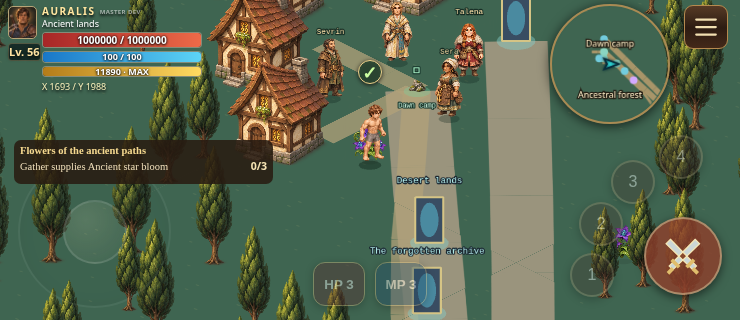 AURALIS MASTER DEV
Ancient lands
Lv. 56
1000000 / 1000000
100 / 100
11890 · MAX
X 1693 / Y 1988
Flowers of the ancient paths
Gather supplies Ancient star bloom 0/3
Sevrin
Talena
Dawn camp
Desert lands
The forgotten archive
HP 3
MP 3
Dawn camp
Ancestral forest
4
3
2
1